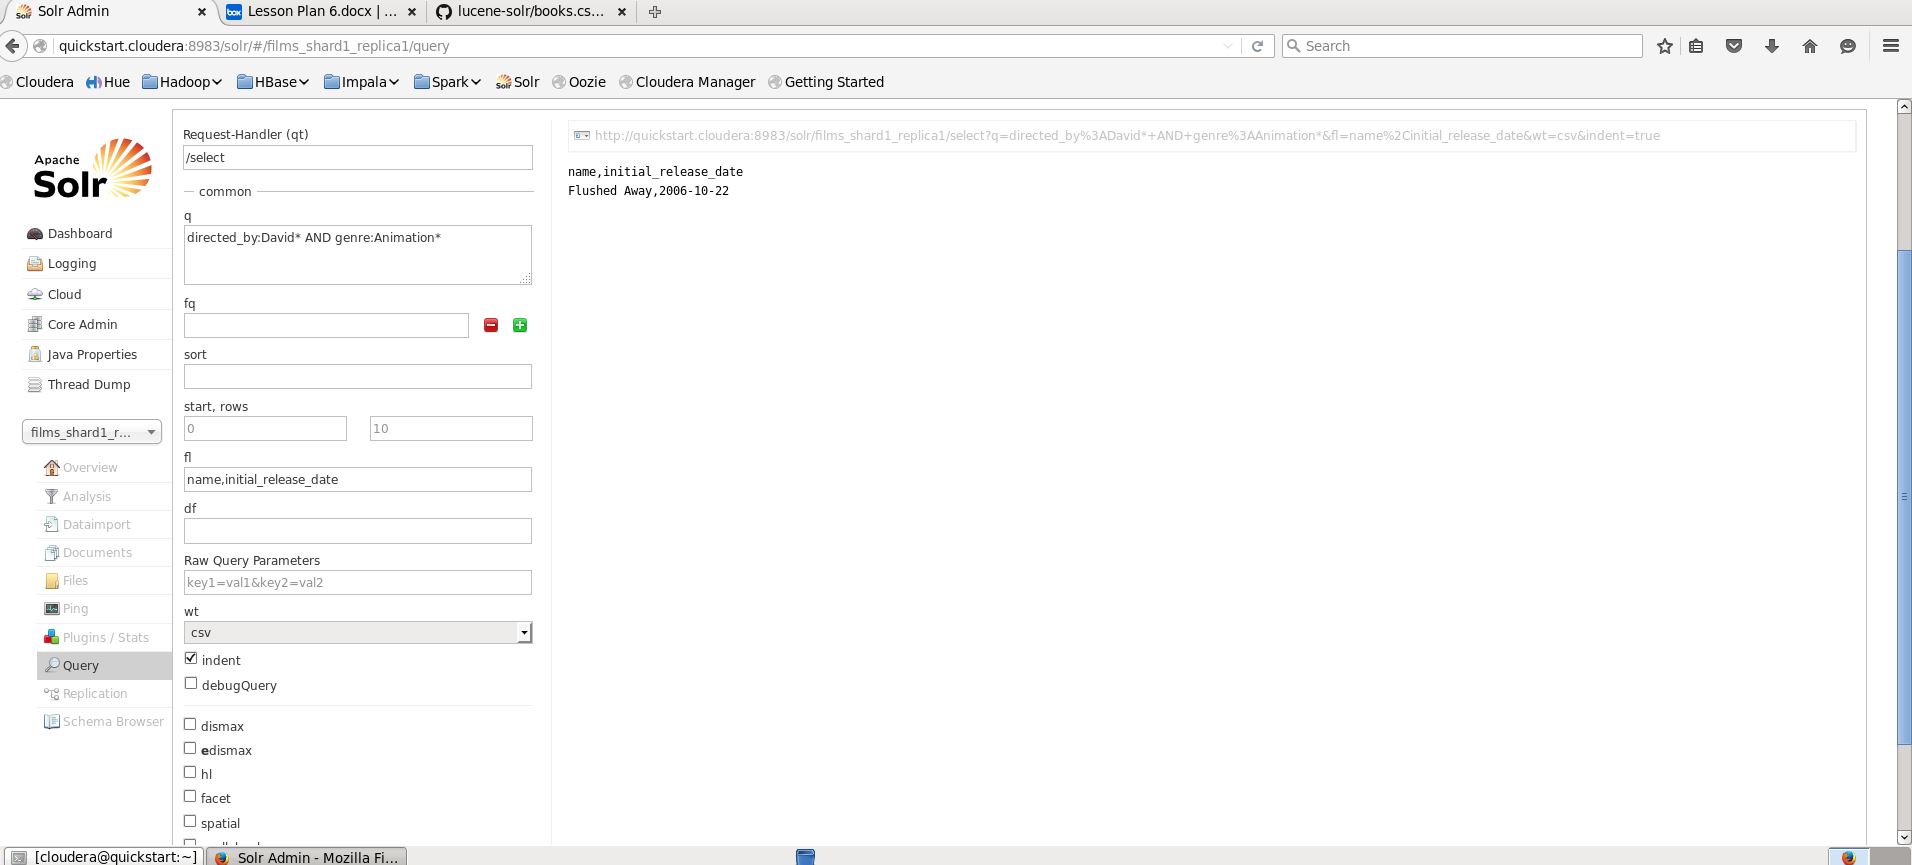 Solr Admin
Lesson Plan 6.docx | ...
lucene-solr/books.cs...
quickstart.cloudera:8983/solr/#/films_shard1_replica1/query
Search
Cloudera
Hue
Hadoop
HBase
Impala
Spark
Solr
Oozie
Cloudera Manager
Getting Started
Apache
Solr
Dashboard
Logging
Cloud
Core Admin
Java Properties
Thread Dump
films_shard1_r...
Overview
Analysis
Dataimport
Documents
Files
Ping
Plugins / Stats
Query
Replication
Schema Browser
Request-Handler (qt)
/select
common
q
directed_by:David* AND genre:Animation*
fq
sort
start, rows
0
10
fl
name,initial_release_date
df
Raw Query Parameters
key1=val1&key2=val2
wt
csv
indent
debugQuery
dismax
edismax
hl
facet
spatial
http://quickstart.cloudera:8983/solr/films_shard1_replica1/select?q=directed_by%3ADavid*+AND+genre%3AAnimation*&fl=name%2Cinitial_release_date&wt=csv&indent=true
name,initial_release_date
Flushed Away,2006-10-22
[cloudera@quickstart:~]
Solr Admin - Mozilla Fi...